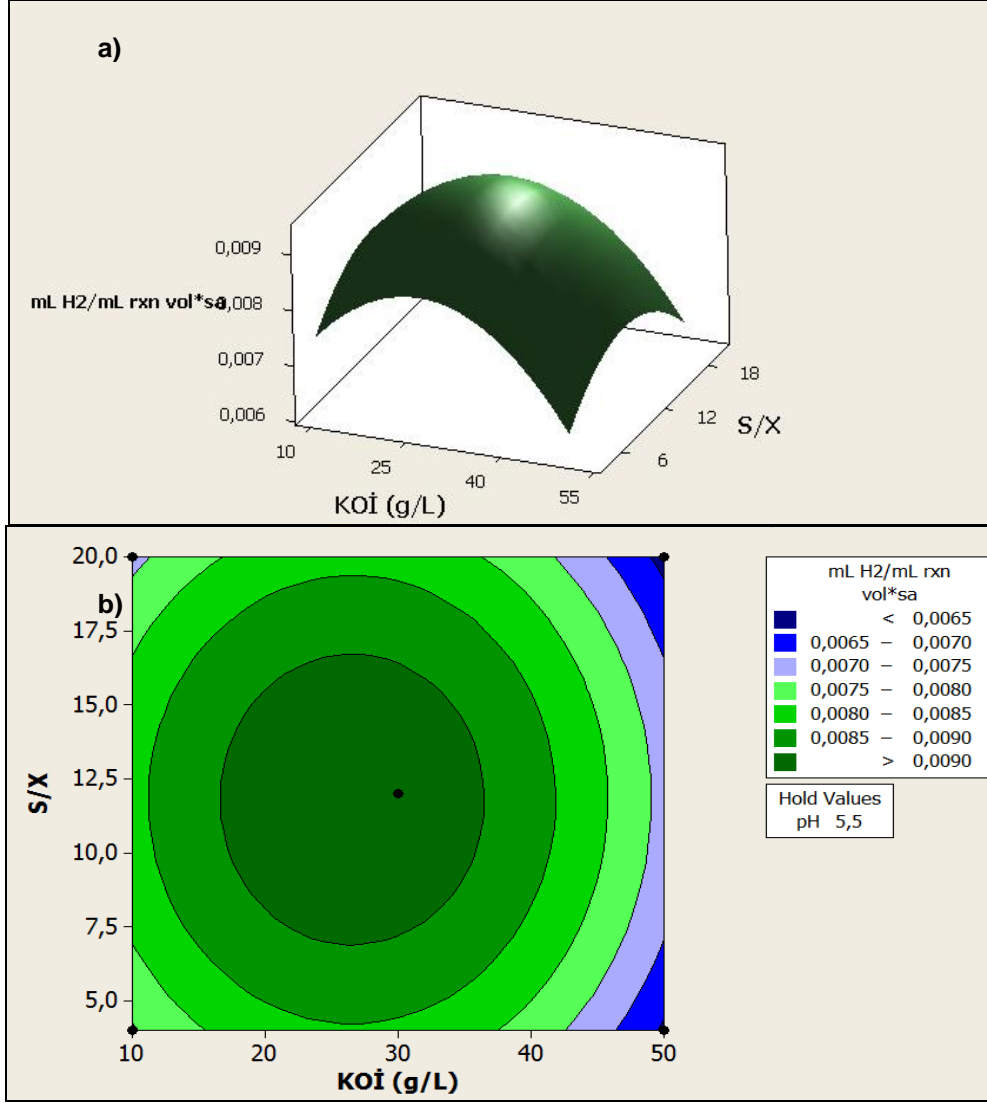 a)
0,009
mL H2/mL rxn vol*sa
0,008
0,007
0,006
10
25
40
55
KOİ (g/L)
6
12
18
S/X
b)
20,0
17,5
15,0
12,5
10,0
7,5
5,0
S/X
10
20
30
40
50
KOİ (g/L)
mL H2/mL rxn
vol*sa
< 0,0065
0,0065 – 0,0070
0,0070 – 0,0075
0,0075 – 0,0080
0,0080 – 0,0085
0,0085 – 0,0090
> 0,0090
Hold Values
pH 5,5